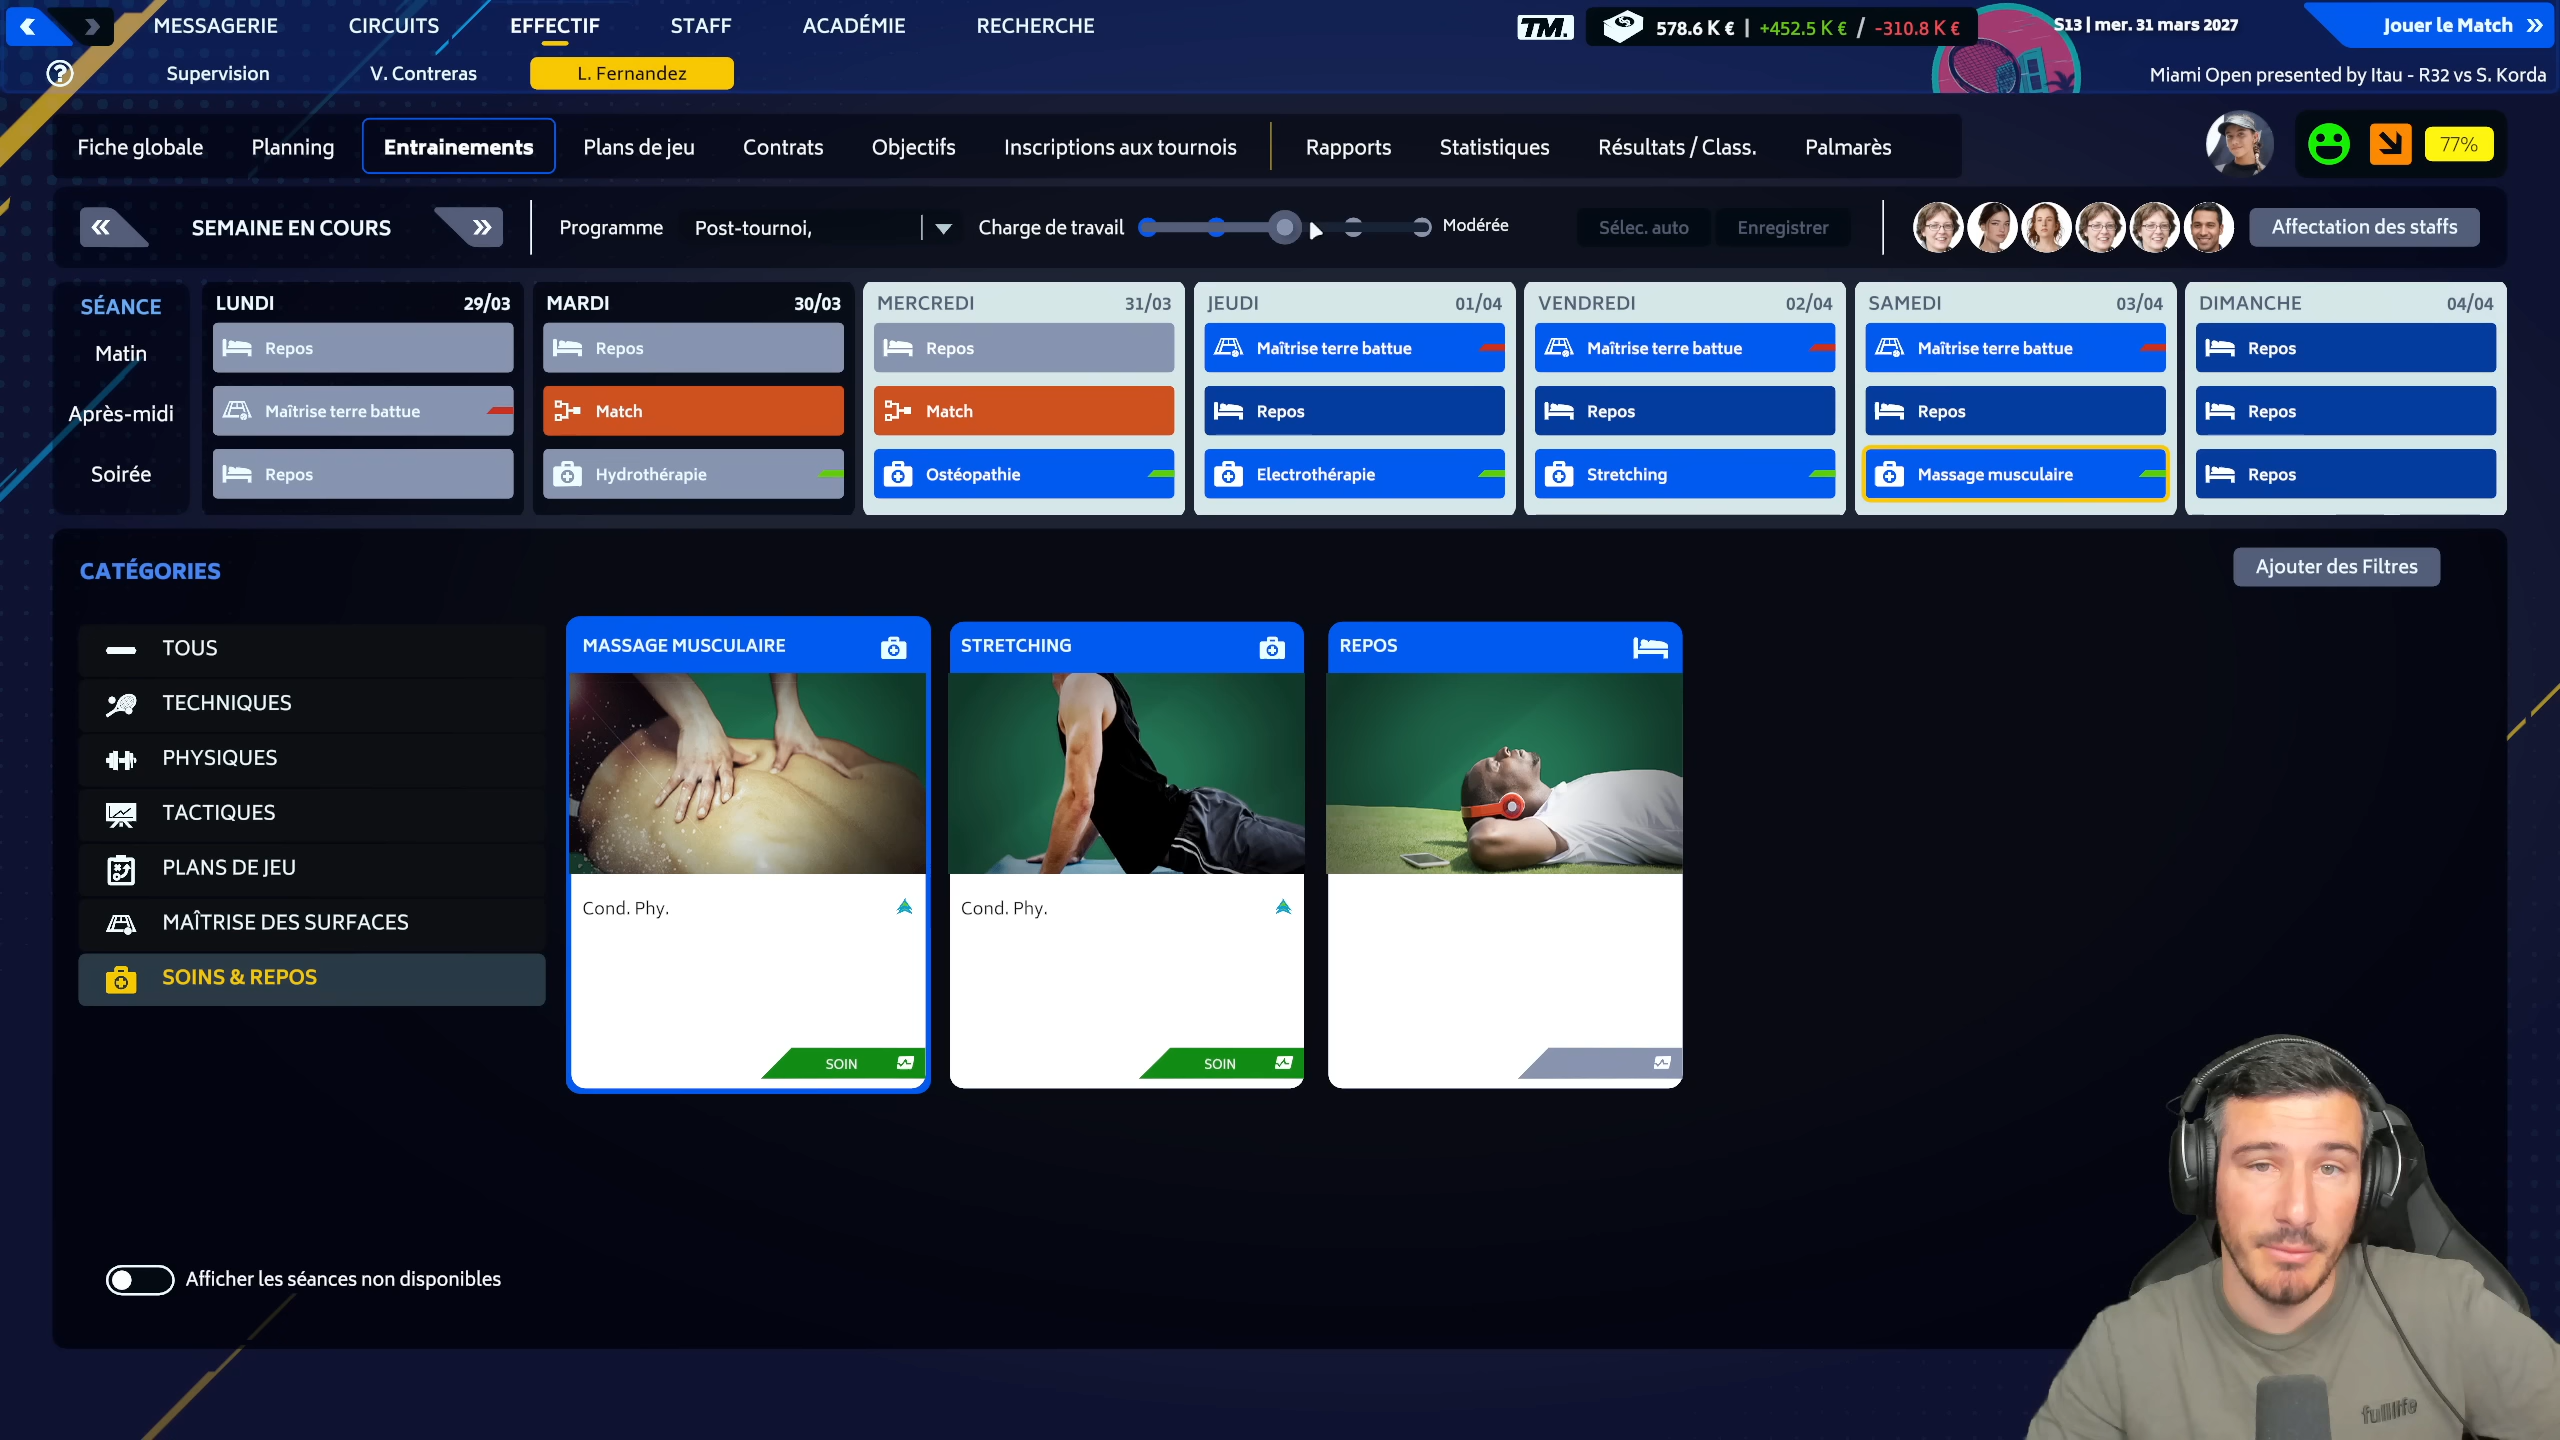 MESSAGERIE CIRCUITS EFFECTIF STAFF ACADÉMIE RECHERCHE
TM. 578.6 K € | +452.5 K € / -310.8 K €
S13 | mer. 31 mars 2027
Jouer le Match
Supervision V. Contreras L. Fernandez
Miami Open presented by Itau - R32 vs S. Korda
Fiche globale Planning Entrainements Plans de jeu Contrats Objectifs Inscriptions aux tournois Rapports Statistiques Résultats / Class. Palmarès
77%
SEMAINE EN COURS
Programme Post-tournoi,
Charge de travail Modérée
Sélec. auto Enregistrer
Affectation des staffs
SÉANCE LUNDI 29/03 MARDI 30/03 MERCREDI 31/03 JEUDI 01/04 VENDREDI 02/04 SAMEDI 03/04 DIMANCHE 04/04
Matin Repos Repos Repos Maîtrise terre battue Maîtrise terre battue Maîtrise terre battue Repos
Après-midi Maîtrise terre battue Match Match Repos Repos Repos Repos
Soirée Repos Hydrothérapie Ostéopathie Electrothérapie Stretching Massage musculaire Repos
CATÉGORIES
Ajouter des Filtres
TOUS
TECHNIQUES
PHYSIQUES
TACTIQUES
PLANS DE JEU
MAÎTRISE DES SURFACES
SOINS & REPOS
MASSAGE MUSCULAIRE
Cond. Phy.
SOIN
STRETCHING
Cond. Phy.
SOIN
REPOS
Afficher les séances non disponibles
fulllife